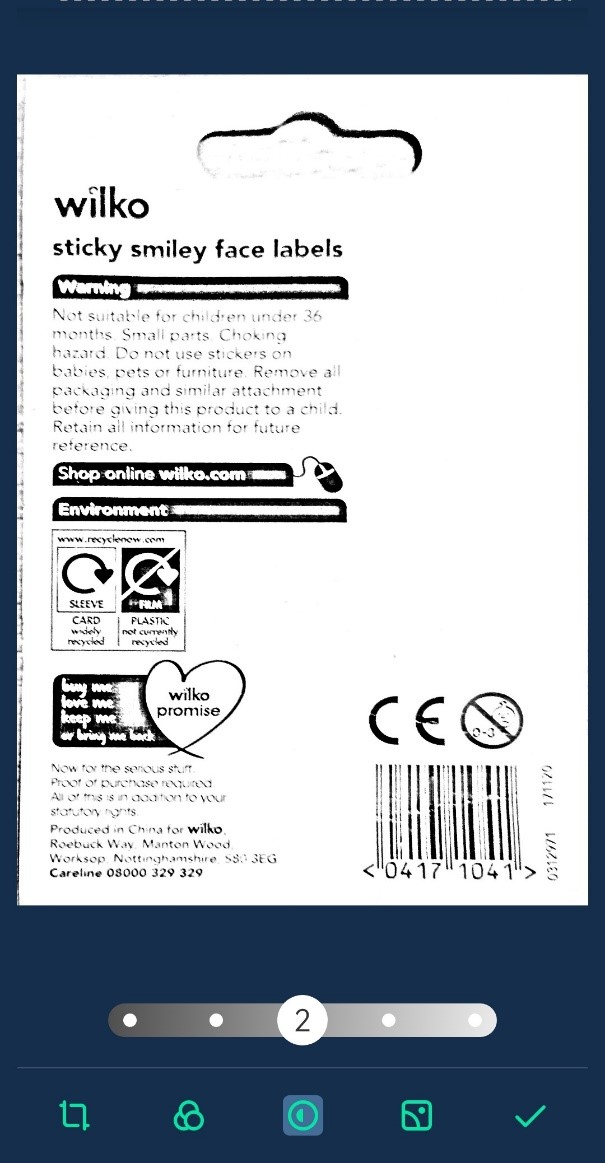 wilko
sticky smiley face labels
Warning
Not suitable for children under 36
months. Small parts. Choking
hazard. Do not use stickers on
babies, pets or furniture. Remove all
packaging and similar attachment
before giving this product to a child.
Retain all information for future
reference.
Shop online wilko.com
Environment
www.recyclenow.com
SLEEVE
FILM
CARD
widely
recycled
PLASTIC
not currently
recycled
buy me
love me
keep me
or bring me back
wilko
promise
0-3
Now for the serious stuff.
Proof of purchase required.
All of this is in addition to your
statutory rights.
Produced in China for wilko,
Roebuck Way, Manton Wood,
Worksop, Nottinghamshire, S80 3EG
Careline 08000 329 329
CE
<0417 1041>
0312971 171120
2